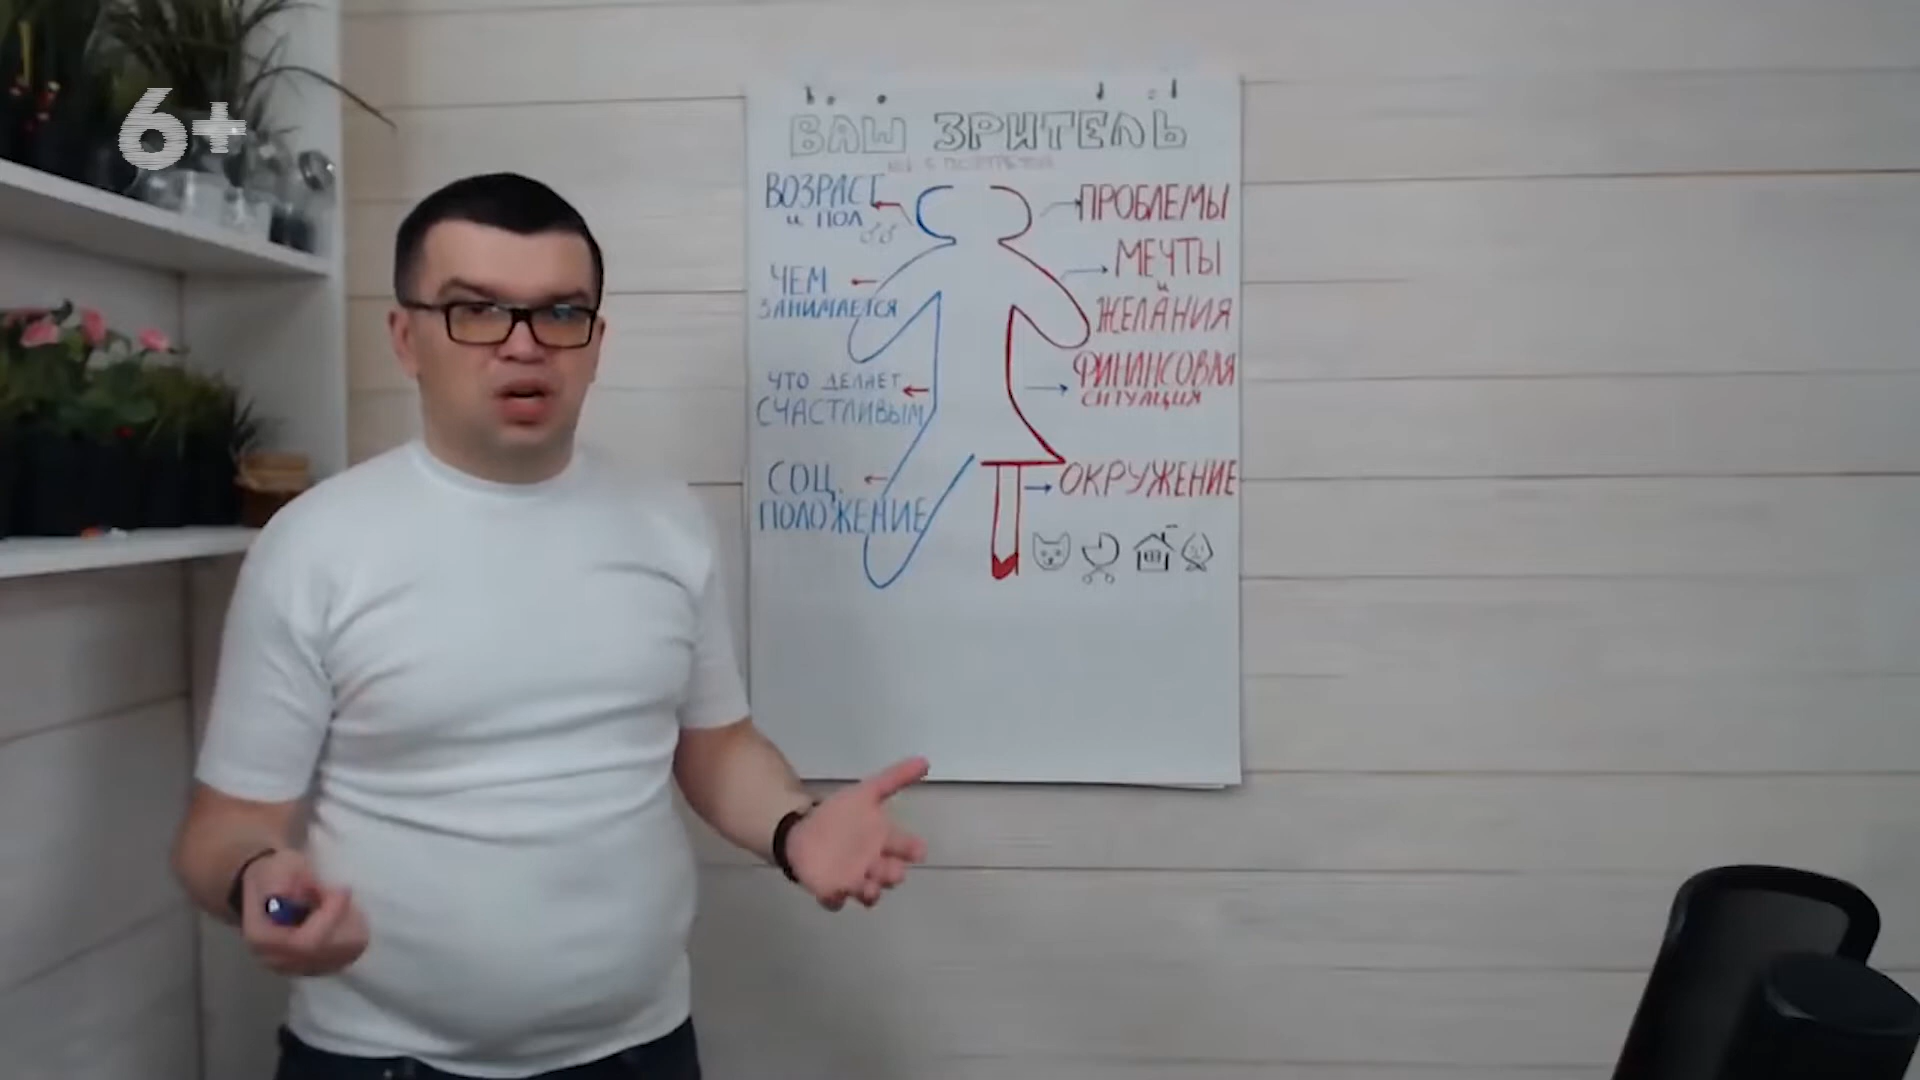 6+
ВАШ ЗРИТЕЛЬ
ВОЗРАСТ
и ПОЛ
ЧЕМ
ЗАНИМАЕТСЯ
ЧТО ДЕЛАЕТ
СЧАСТЛИВЫМ
СОЦ.
ПОЛОЖЕНИЕ
ПРОБЛЕМЫ
МЕЧТЫ
и
ЖЕЛАНИЯ
ФИНАНСОВАЯ
СИТУАЦИЯ
ОКРУЖЕНИЕ